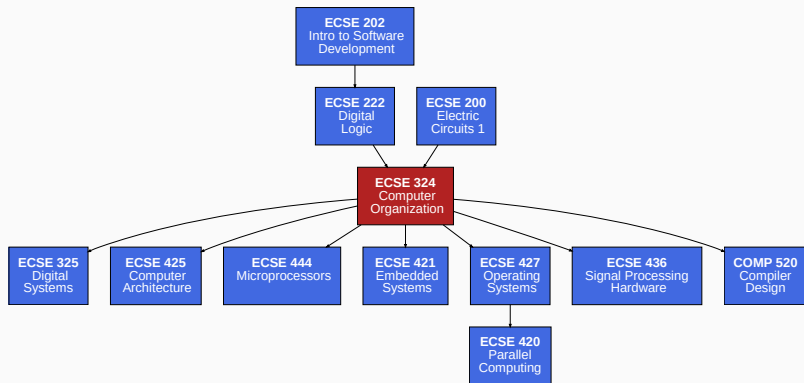 ECSE 202
Intro to Software
Development
ECSE 222
Digital
Logic
ECSE 200
Electric
Circuits 1
ECSE 324
Computer
Organization
ECSE 325
Digital
Systems
ECSE 425
Computer
Architecture
ECSE 444
Microprocessors
ECSE 421
Embedded
Systems
ECSE 427
Operating
Systems
ECSE 436
Signal Processing
Hardware
COMP 520
Compiler
Design
ECSE 420
Parallel
Computing